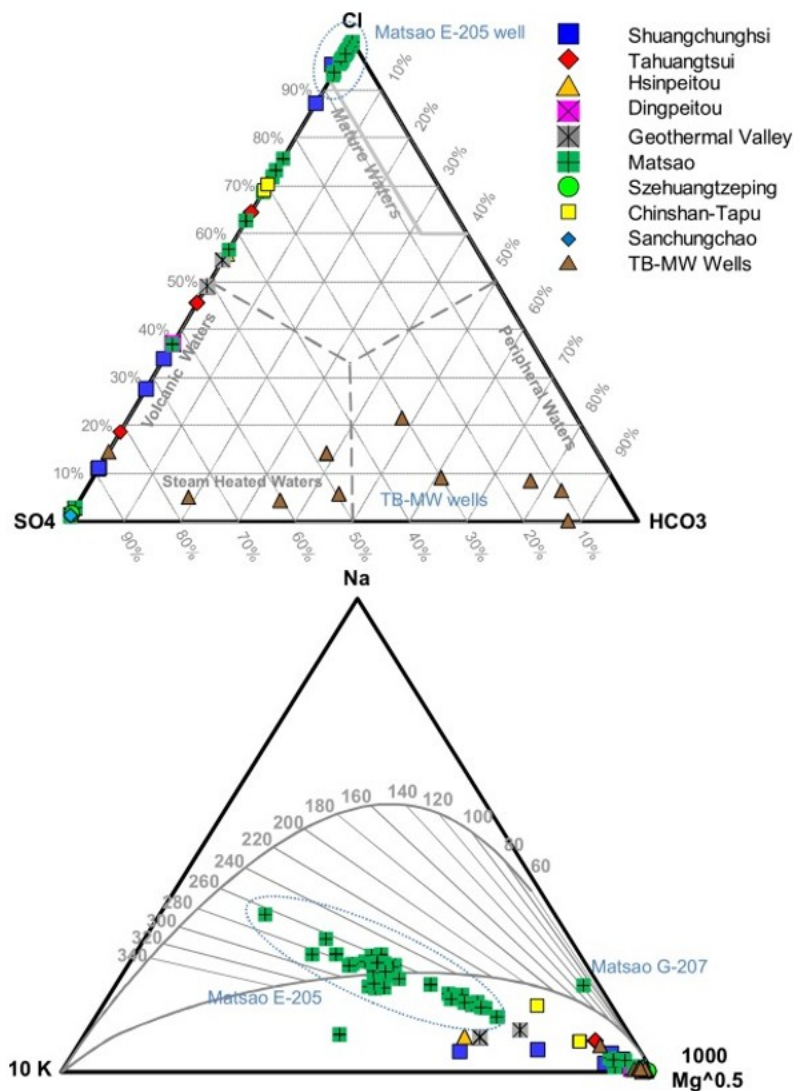 Cl
Matsao E-205 well
Shuangchunghsi
Tahuangtsui
Hsinpeitou
Dingpeitou
Geothermal Valley
Matsao
Szehuangtzeping
Chinshan-Tapu
Sanchungchao
TB-MW Wells
90%
80%
70%
60%
50%
40%
30%
20%
10%
10%
20%
30%
40%
50%
60%
70%
80%
90%
Mature Waters
Volcanic Waters
Peripheral Waters
Steam Heated Waters
TB-MW wells
SO4
HCO3
90%
80%
70%
60%
50%
40%
30%
20%
10%
Na
340
320
300
280
260
240
220
200
180
160
140
120
100
80
60
Matsao G-207
Matsao E-205
10 K
1000
Mg^0.5